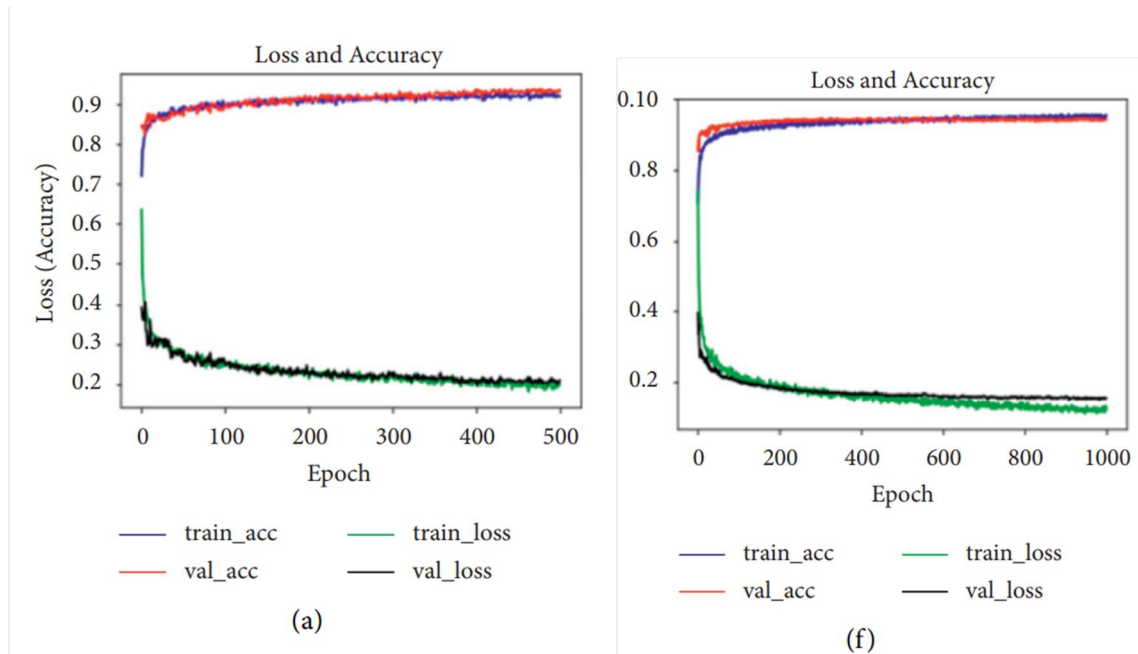 Loss and Accuracy
0.9
0.8
0.7
0.6
0.5
0.4
0.3
0.2
Loss (Accuracy)
0 100 200 300 400 500
Epoch
train_acc train_loss
val_acc val_loss
(a)
Loss and Accuracy
0.10
0.8
0.6
0.4
0.2
0 200 400 600 800 1000
Epoch
train_acc train_loss
val_acc val_loss
(f)